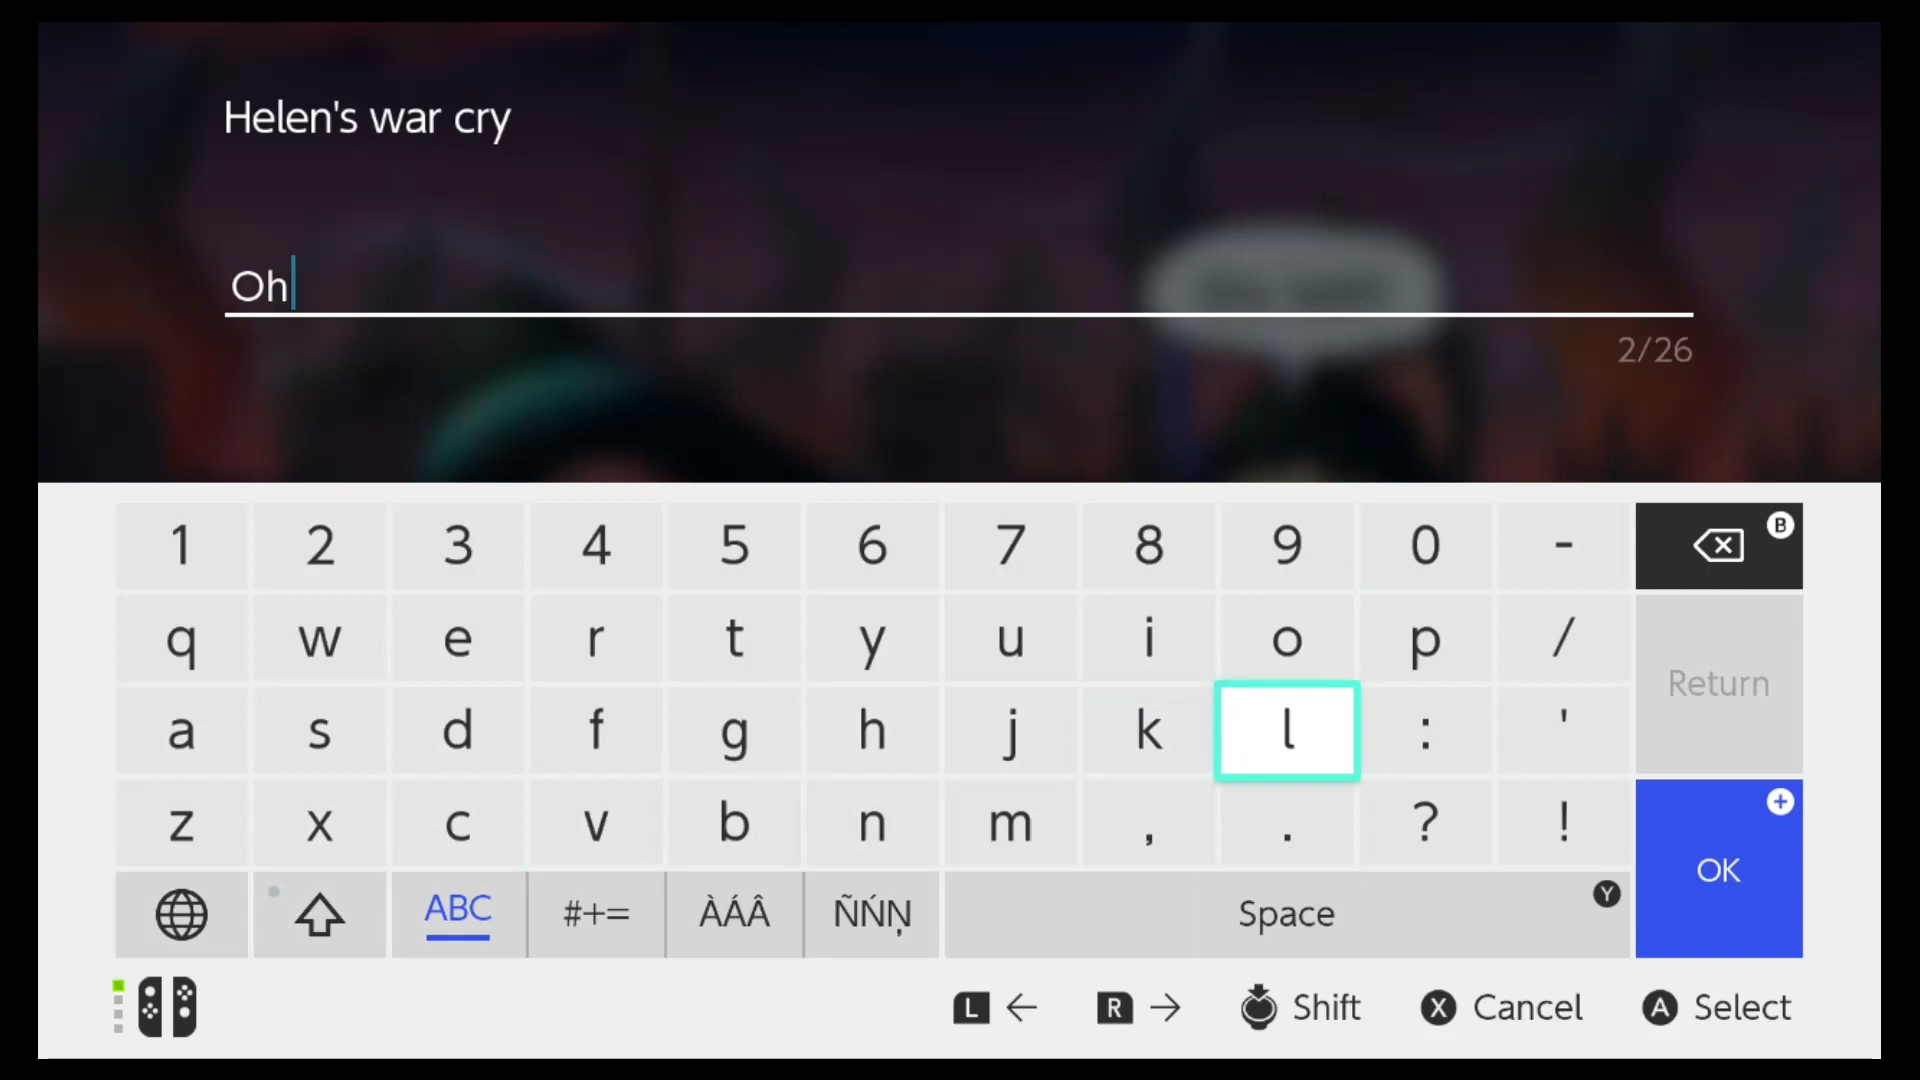 Helen's war cry
Oh
2/26
1 2 3 4 5 6 7 8 9 0 -
B
q w e r t y u i o p /
Return
a s d f g h j k l : '
z x c v b n m , . ? !
+
OK
ABC #+= ÀÁÂ ÑŃŅ Space Y
L ← R → Shift X Cancel A Select